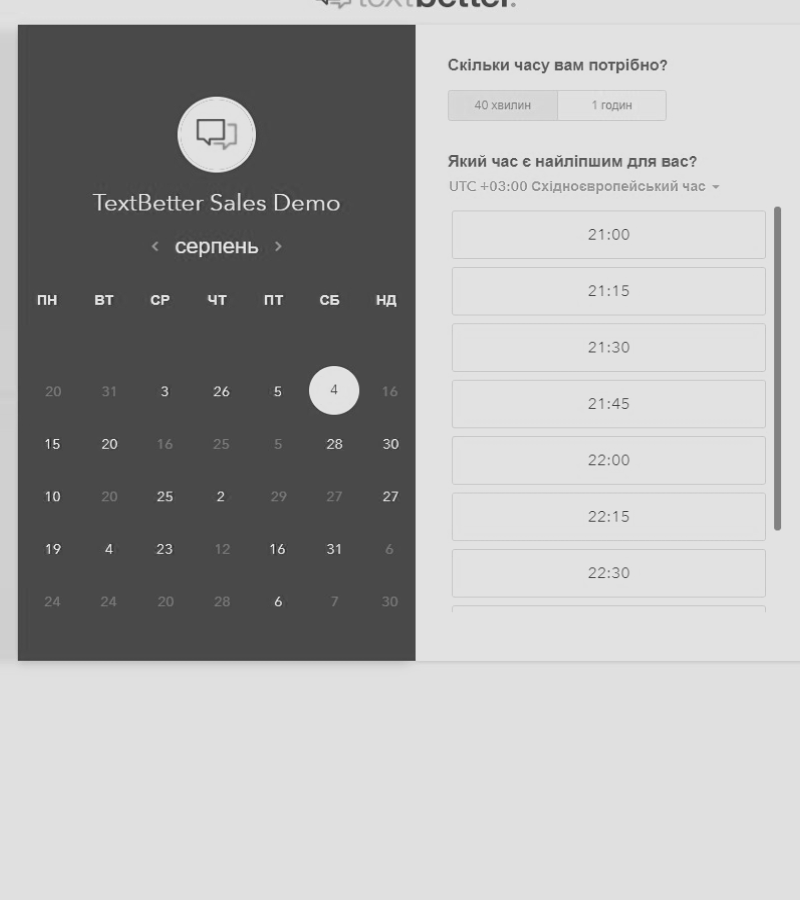 textbetter.
TextBetter Sales Demo
‹ серпень ›
ПН ВТ СР ЧТ ПТ СБ НД
20 31 3 26 5 4 16
15 20 16 25 5 28 30
10 20 25 2 29 27 27
19 4 23 12 16 31 6
24 24 20 28 6 7 30
Скільки часу вам потрібно?
40 хвилин 1 годин
Який час є найліпшим для вас?
UTC +03:00 Східноєвропейський час
21:00
21:15
21:30
21:45
22:00
22:15
22:30